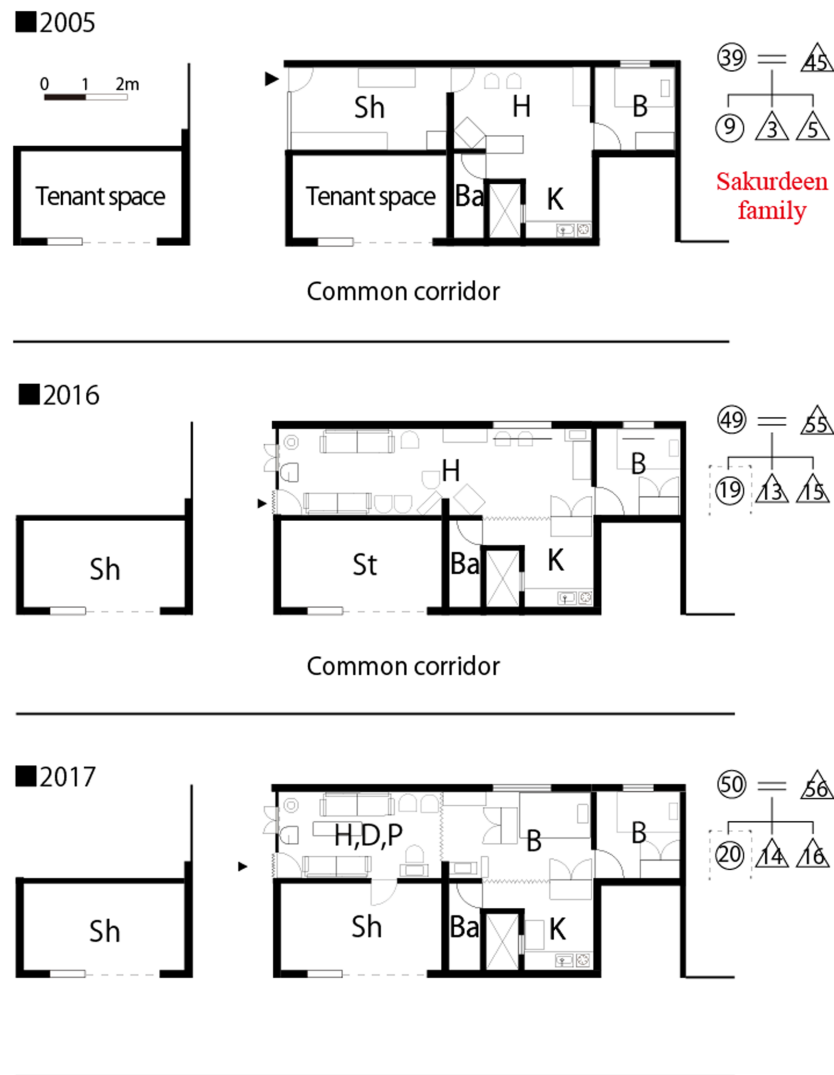 ■2005
0 1 2m
Sh
H
B
39 45
9 3 5
Tenant space
Tenant space
Ba
K
Sakurdeen
family
Common corridor
■2016
49 55
H
B
19 13 15
Sh
St
Ba
K
Common corridor
■2017
50 56
H,D,P
B
B
20 14 16
Sh
Sh
Ba
K